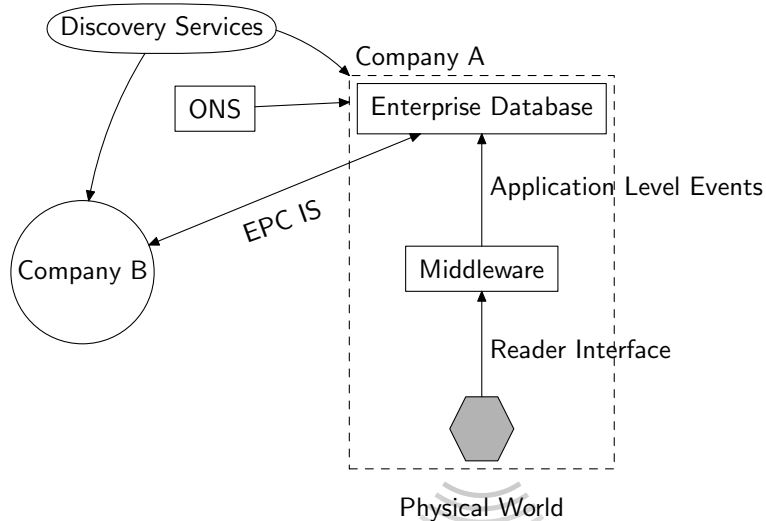 Discovery Services
Company A
ONS
Enterprise Database
Application Level Events
EPC IS
Company B
Middleware
Reader Interface
Physical World